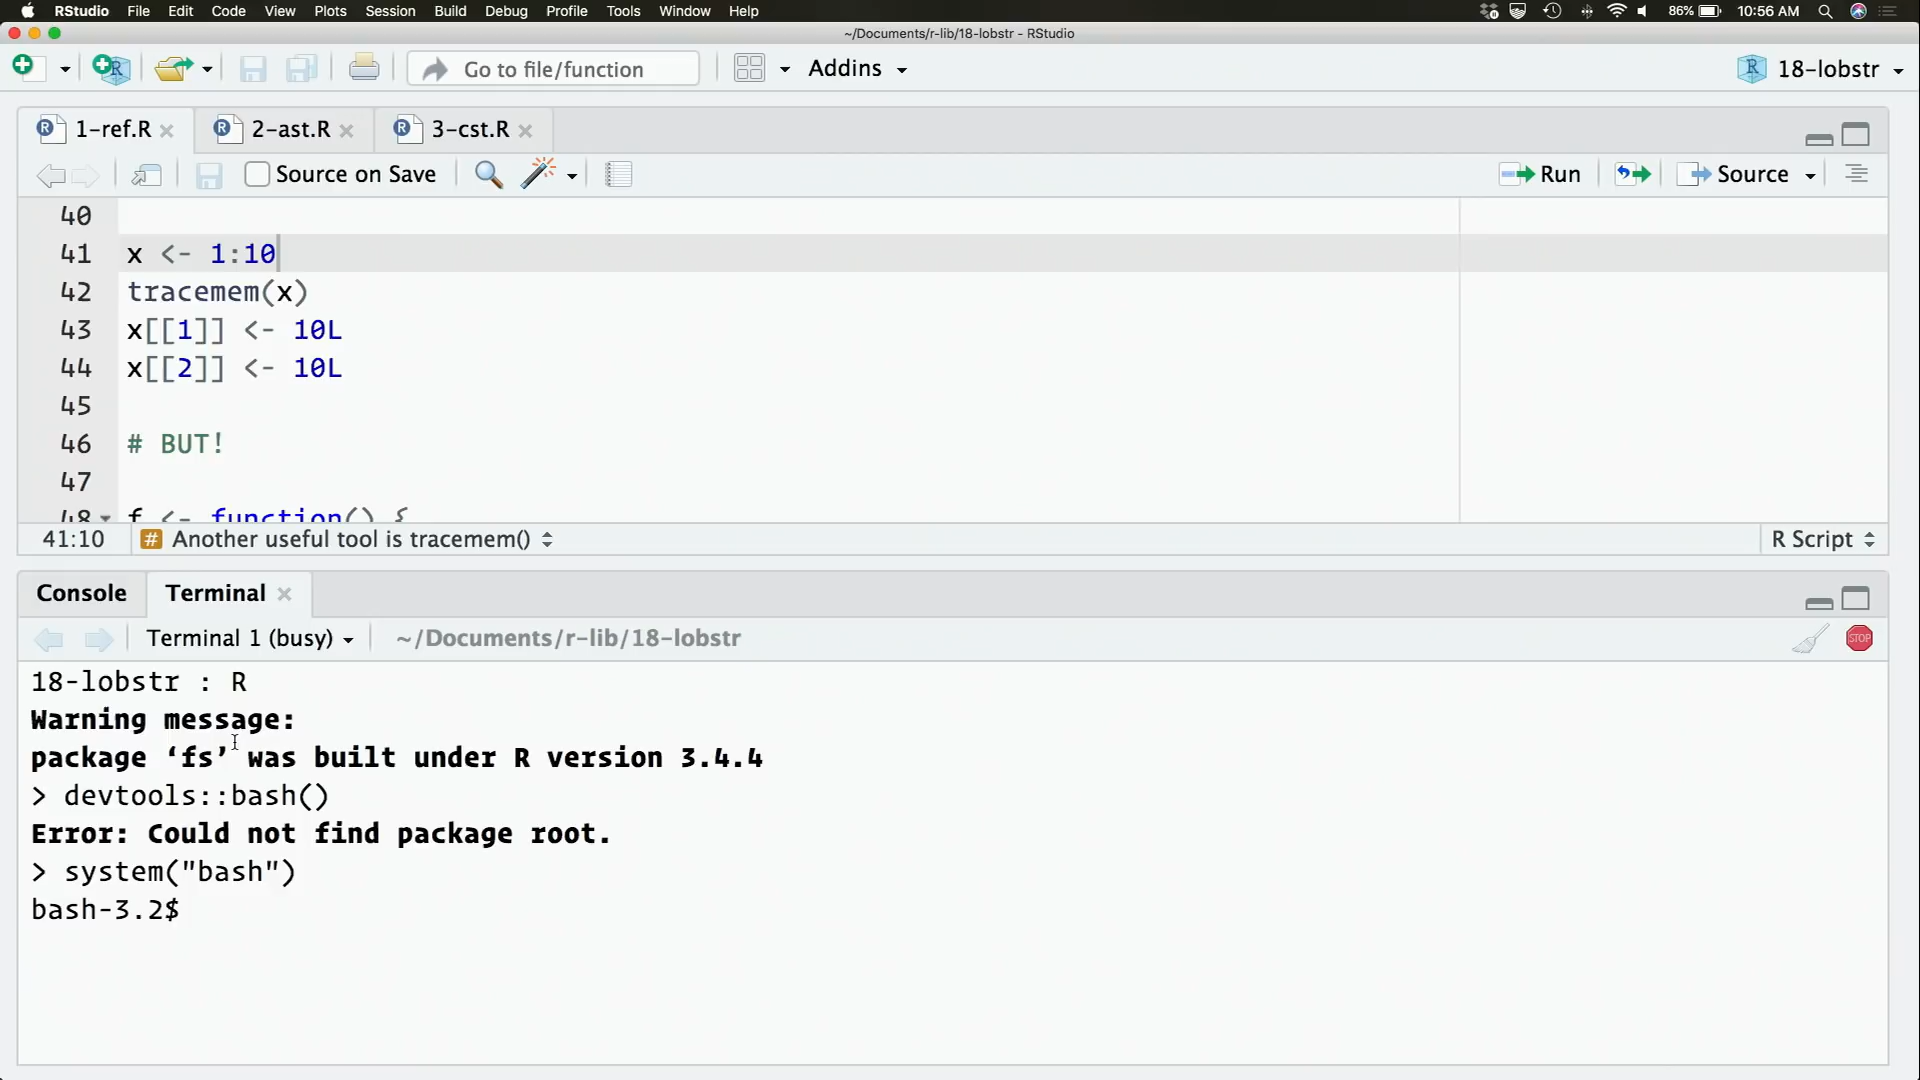 RStudio File Edit Code View Plots Session Build Debug Profile Tools Window Help 86% 10:56 AM
~/Documents/r-lib/18-lobstr - RStudio
Go to file/function Addins 18-lobstr
1-ref.R 2-ast.R 3-cst.R
Source on Save Run Source
40
41 x <- 1:10
42 tracemem(x)
43 x[[1]] <- 10L
44 x[[2]] <- 10L
45
46 # BUT!
47
48 f <- function() {
41:10 # Another useful tool is tracemem() R Script
Console Terminal
Terminal 1 (busy) ~/Documents/r-lib/18-lobstr STOP
18-lobstr : R
Warning message:
package ‘fs’ was built under R version 3.4.4
> devtools::bash()
Error: Could not find package root.
> system("bash")
bash-3.2$